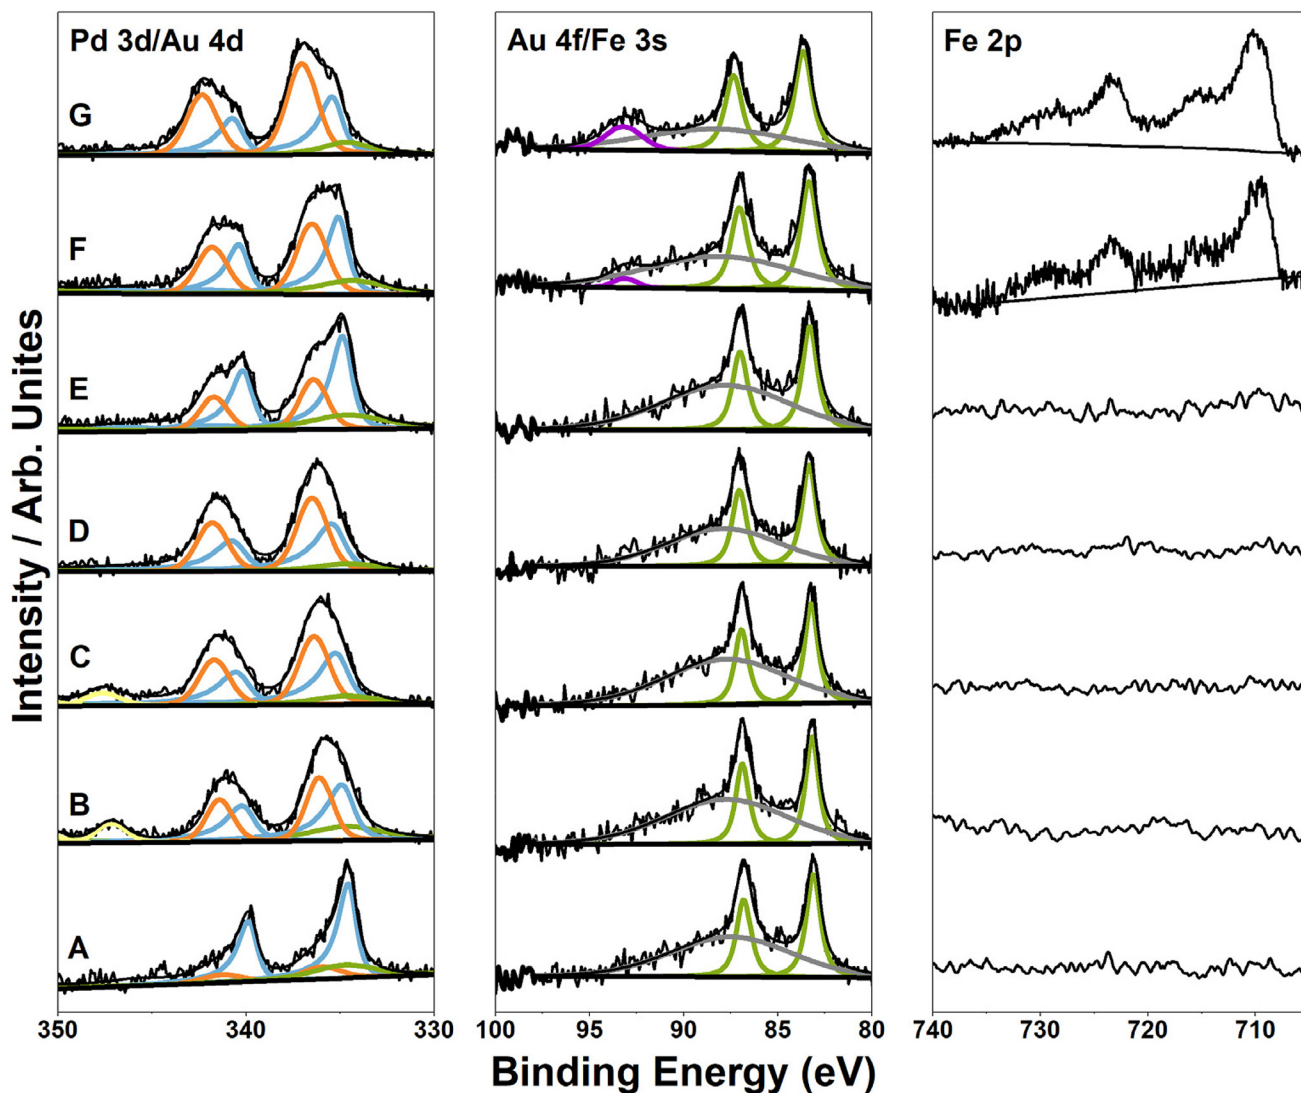 Pd 3d/Au 4d
Au 4f/Fe 3s
Fe 2p
G
F
E
D
C
B
A
Intensity / Arb. Unites
350 340 330
100 95 90 85 80
740 730 720 710
Binding Energy (eV)